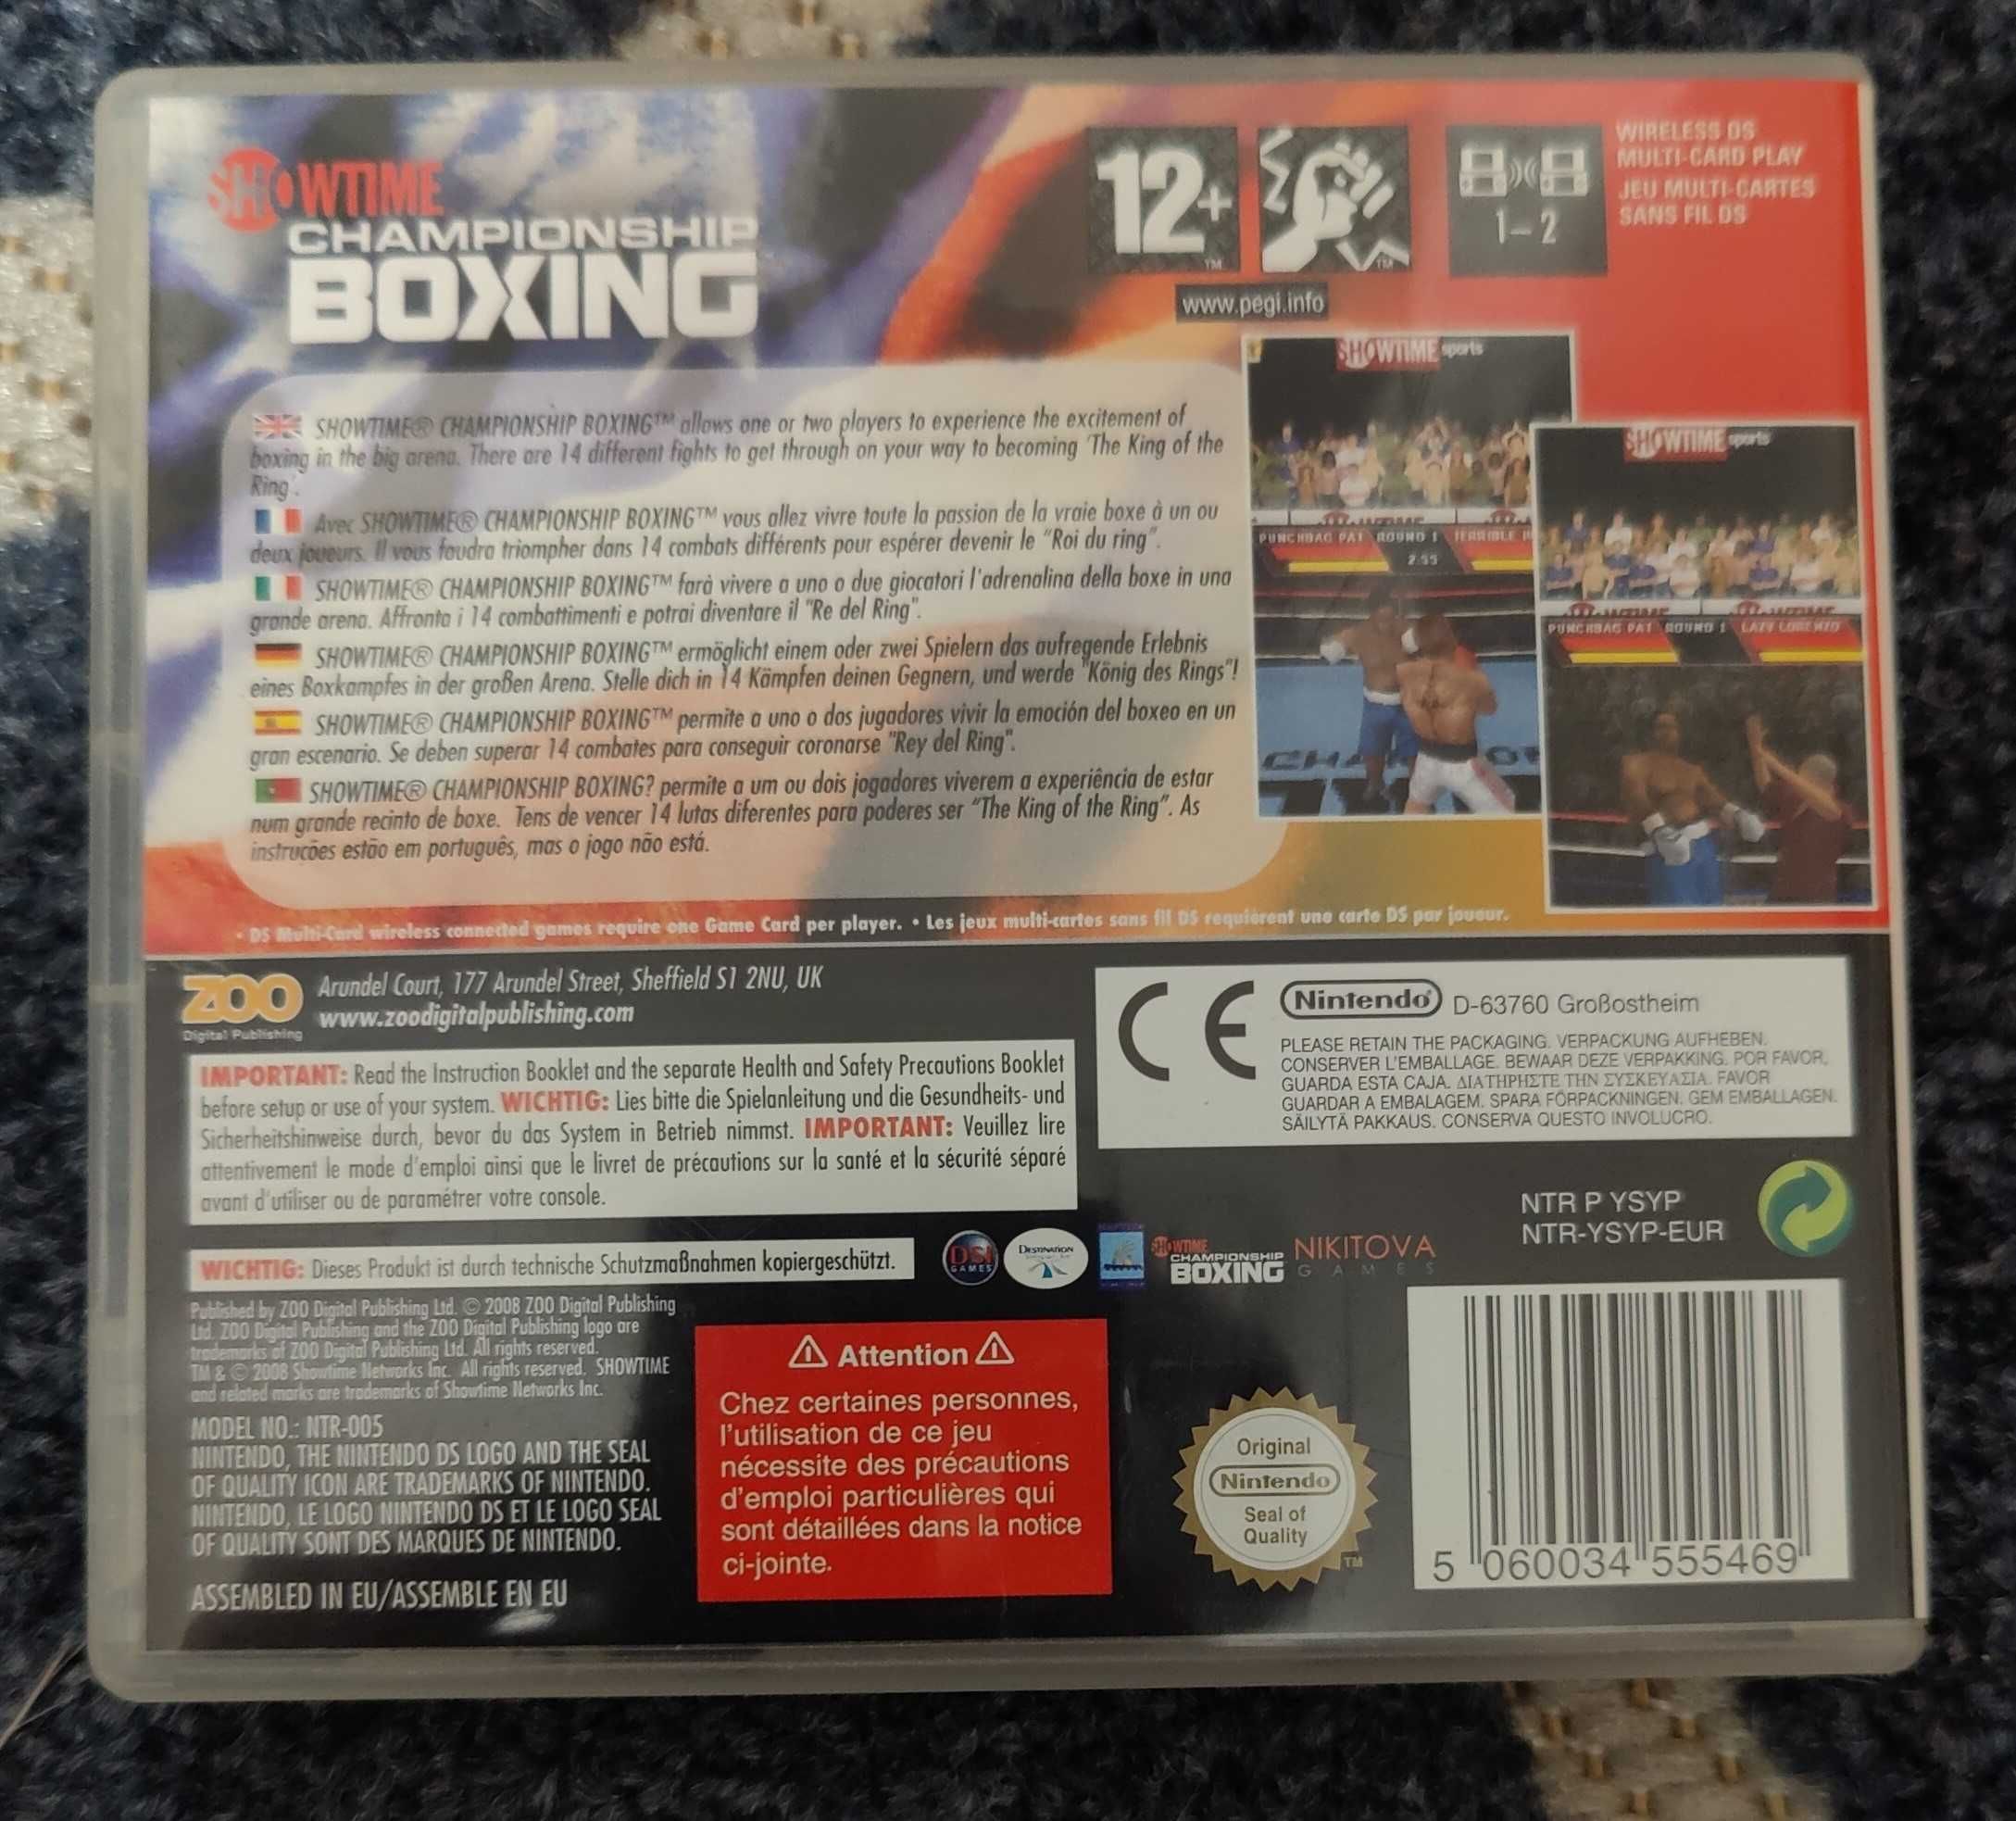 SHOWTIME
CHAMPIONSHIP
BOXING
12+
TM
TM
www.pegi.info
1-2
WIRELESS DS
MULTI-CARD PLAY
JEU MULTI-CARTES
SANS FIL DS
SHOWTIME® CHAMPIONSHIP BOXING™ allows one or two players to experience the excitement of
boxing in the big arena. There are 14 different fights to get through on your way to becoming 'The King of the
Ring'.
Avec SHOWTIME® CHAMPIONSHIP BOXING™ vous allez vivre toute la passion de la vraie boxe à un ou
deux joueurs. Il vous faudra triompher dans 14 combats différents pour espérer devenir le "Roi du ring".
SHOWTIME® CHAMPIONSHIP BOXING™ farà vivere a uno o due giocatori l'adrenalina della boxe in una
grande arena. Affronta i 14 combattimenti e potrai diventare il "Re del Ring".
SHOWTIME® CHAMPIONSHIP BOXING™ ermöglicht einem oder zwei Spielern das aufregende Erlebnis
eines Boxkampfes in der großen Arena. Stelle dich in 14 Kämpfen deinen Gegnern, und werde "König des Rings"!
SHOWTIME® CHAMPIONSHIP BOXING™ permite a uno o dos jugadores vivir la emoción del boxeo en un
gran escenario. Se deben superar 14 combates para conseguir coronarse "Rey del Ring".
SHOWTIME® CHAMPIONSHIP BOXING? permite a um ou dois jogadores viverem a experiência de estar
num grande recinto de boxe. Tens de vencer 14 lutas diferentes para poderes ser "The King of the Ring". As
instrucões estão em português, mas o jogo não está.
SHOWTIME sports
PUNCHBAG PAT ROUND 1 TERRIBLE
2:55
SHOWTIME sports
PUNCHBAG PAT ROUND 1 LAZY LORENZO
• DS Multi-Card wireless connected games require one Game Card per player. • Les jeux multi-cartes sans fil DS requièrent une carte DS par joueur.
ZOO
Digital Publishing
Arundel Court, 177 Arundel Street, Sheffield S1 2NU, UK
www.zoodigitalpublishing.com
IMPORTANT: Read the Instruction Booklet and the separate Health and Safety Precautions Booklet
before setup or use of your system. WICHTIG: Lies bitte die Spielanleitung und die Gesundheits- und
Sicherheitshinweise durch, bevor du das System in Betrieb nimmst. IMPORTANT: Veuillez lire
attentivement le mode d'emploi ainsi que le livret de précautions sur la santé et la sécurité séparé
avant d'utiliser ou de paramétrer votre console.
CE
Nintendo® D-63760 Großostheim
PLEASE RETAIN THE PACKAGING. VERPACKUNG AUFHEBEN.
CONSERVER L'EMBALLAGE. BEWAAR DEZE VERPAKKING. POR FAVOR,
GUARDA ESTA CAJA. ΔΙΑΤΗΡΗΣΤΕ ΤΗΝ ΣΥΣΚΕΥΑΣΙΑ. FAVOR
GUARDAR A EMBALAGEM. SPARA FÖRPACKNINGEN. GEM EMBALLAGEN.
SÄILYTÄ PAKKAUS. CONSERVA QUESTO INVOLUCRO.
NTR P YSYP
NTR-YSYP-EUR
WICHTIG: Dieses Produkt ist durch technische Schutzmaßnahmen kopiergeschützt.
DSI
GAMES
DESTINATION
SHOWTIME
CHAMPIONSHIP
BOXING
NIKITOVA
GAMES
Published by ZOO Digital Publishing Ltd. © 2008 ZOO Digital Publishing
Ltd. ZOO Digital Publishing and the ZOO Digital Publishing logo are
trademarks of ZOO Digital Publishing Ltd. All rights reserved.
TM & © 2008 Showtime Networks Inc. All rights reserved. SHOWTIME
and related marks are trademarks of Showtime Networks Inc.
MODEL NO.: NTR-005
NINTENDO, THE NINTENDO DS LOGO AND THE SEAL
OF QUALITY ICON ARE TRADEMARKS OF NINTENDO.
NINTENDO, LE LOGO NINTENDO DS ET LE LOGO SEAL
OF QUALITY SONT DES MARQUES DE NINTENDO.
ASSEMBLED IN EU/ASSEMBLE EN EU
Attention
Chez certaines personnes,
l'utilisation de ce jeu
nécessite des précautions
d'emploi particulières qui
sont détaillées dans la notice
ci-jointe.
Original
Nintendo
Seal of
Quality
TM
5 060034 555469